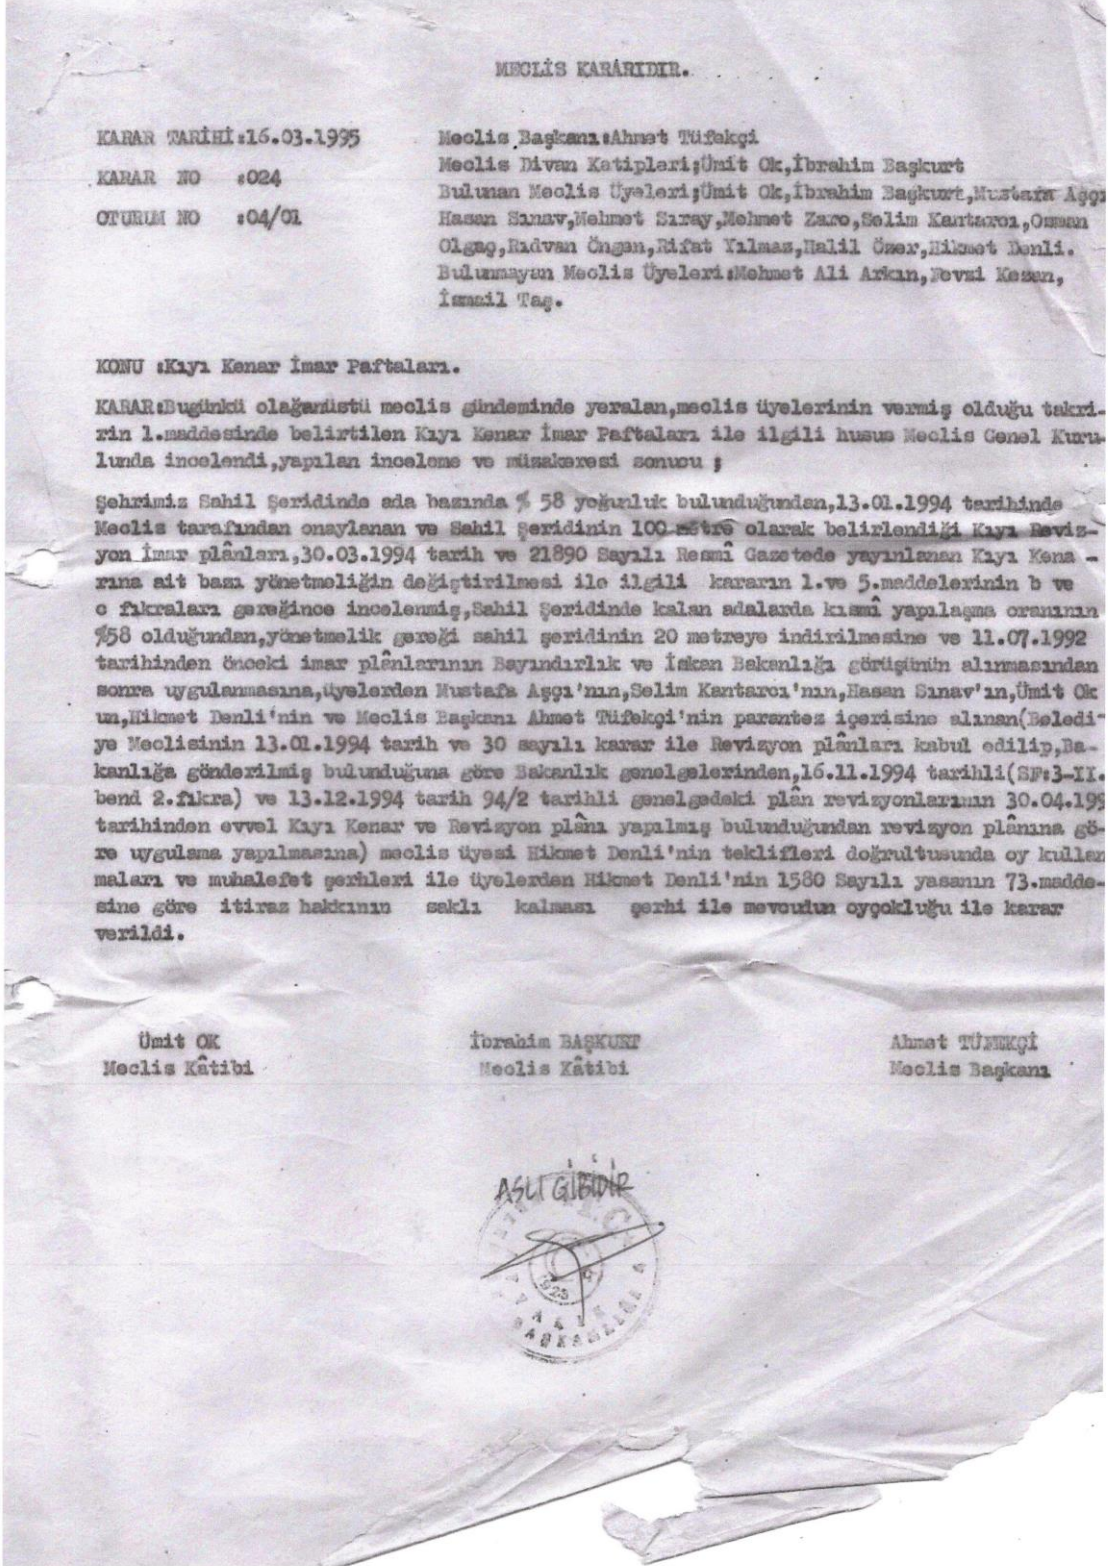 MECLİS KARARIDIR.
KARAR TARİHİ:16.03.1995
KARAR NO :024
OTURUM NO :04/01
Meclis Başkanı:Ahmet Tüfekçi
Meclis Divan Katipleri;Ümit Ok,İbrahim Başkurt
Bulunan Meclis Üyeleri;Ümit Ok,İbrahim Başkurt,Mustafa Aşçı
Hasan Sınav,Mehmet Sıray,Mehmet Zaro,Selim Kantarcı,Osman
Olgaç,Rıdvan Öngan,Rifat Yılmaz,Halil Özer,Hikmet Denli.
Bulunmayan Meclis Üyeleri:Mehmet Ali Arkın,Fevzi Kesen,
İsmail Taş.
KONU :Kıyı Kenar İmar Paftaları.
KARAR:Bugünkü olağanüstü meclis gündeminde yeralan,meclis üyelerinin vermiş olduğu takri-
rin 1.maddesinde belirtilen Kıyı Kenar İmar Paftaları ile ilgili husus Meclis Genel Kuru-
lunda incelendi,yapılan inceleme ve müzakeresi sonucu ;
Şehrimiz Sahil Şeridinde ada bazında % 58 yoğunluk bulunduğundan,13.01.1994 tarihinde
Meclis tarafından onaylanan ve Sahil Şeridinin 100 metre olarak belirlendiği Kıyı Reviz-
yon İmar plânları,30.03.1994 tarih ve 21890 Sayılı Resmî Gazetede yayınlanan Kıyı Kena -
rına ait bazı yönetmeliğin değiştirilmesi ile ilgili kararın 1.ve 5.maddelerinin b ve
c fıkraları gereğince incelenmiş,Sahil Şeridinde kalan adalarda kısmî yapılaşma oranının
%58 olduğundan,yönetmelik gereği sahil şeridinin 20 metreye indirilmesine ve 11.07.1992
tarihinden önceki imar plânlarının Bayındırlık ve İskan Bakanlığı görüşünün alınmasından
sonra uygulanmasına,üyelerden Mustafa Aşçı'nın,Selim Kantarcı'nın,Hasan Sınav'ın,Ümit Ok
un,Hikmet Denli'nin ve Meclis Başkanı Ahmet Tüfekçi'nin parantez içerisine alınan(Beledi-
ye Meclisinin 13.01.1994 tarih ve 30 sayılı karar ile Revizyon plânları kabul edilip,Ba-
kanlığa gönderilmiş bulunduğuna göre Bakanlık genelgelerinden,16.11.1994 tarihli(SF:3-II.
bend 2.fıkra) ve 13.12.1994 tarih 94/2 tarihli genelgedeki plân revizyonlarının 30.04.199
tarihinden evvel Kıyı Kenar ve Revizyon plânı yapılmış bulunduğundan revizyon plânına gö-
re uygulama yapılmasına) meclis üyesi Hikmet Denli'nin teklifleri doğrultusunda oy kullan
maları ve muhalefet şerhleri ile üyelerden Hikmet Denli'nin 1580 Sayılı yasanın 73.madde-
sine göre itiraz hakkının saklı kalması şerhi ile mevcudun oyçokluğu ile karar
verildi.
Ümit OK
Meclis Kâtibi
İbrahim BAŞKURT
Meclis Kâtibi
Ahmet TÜFEKÇİ
Meclis Başkanı
ASLI GİBİDİR
T.C.
1923
BAŞKANLIĞI